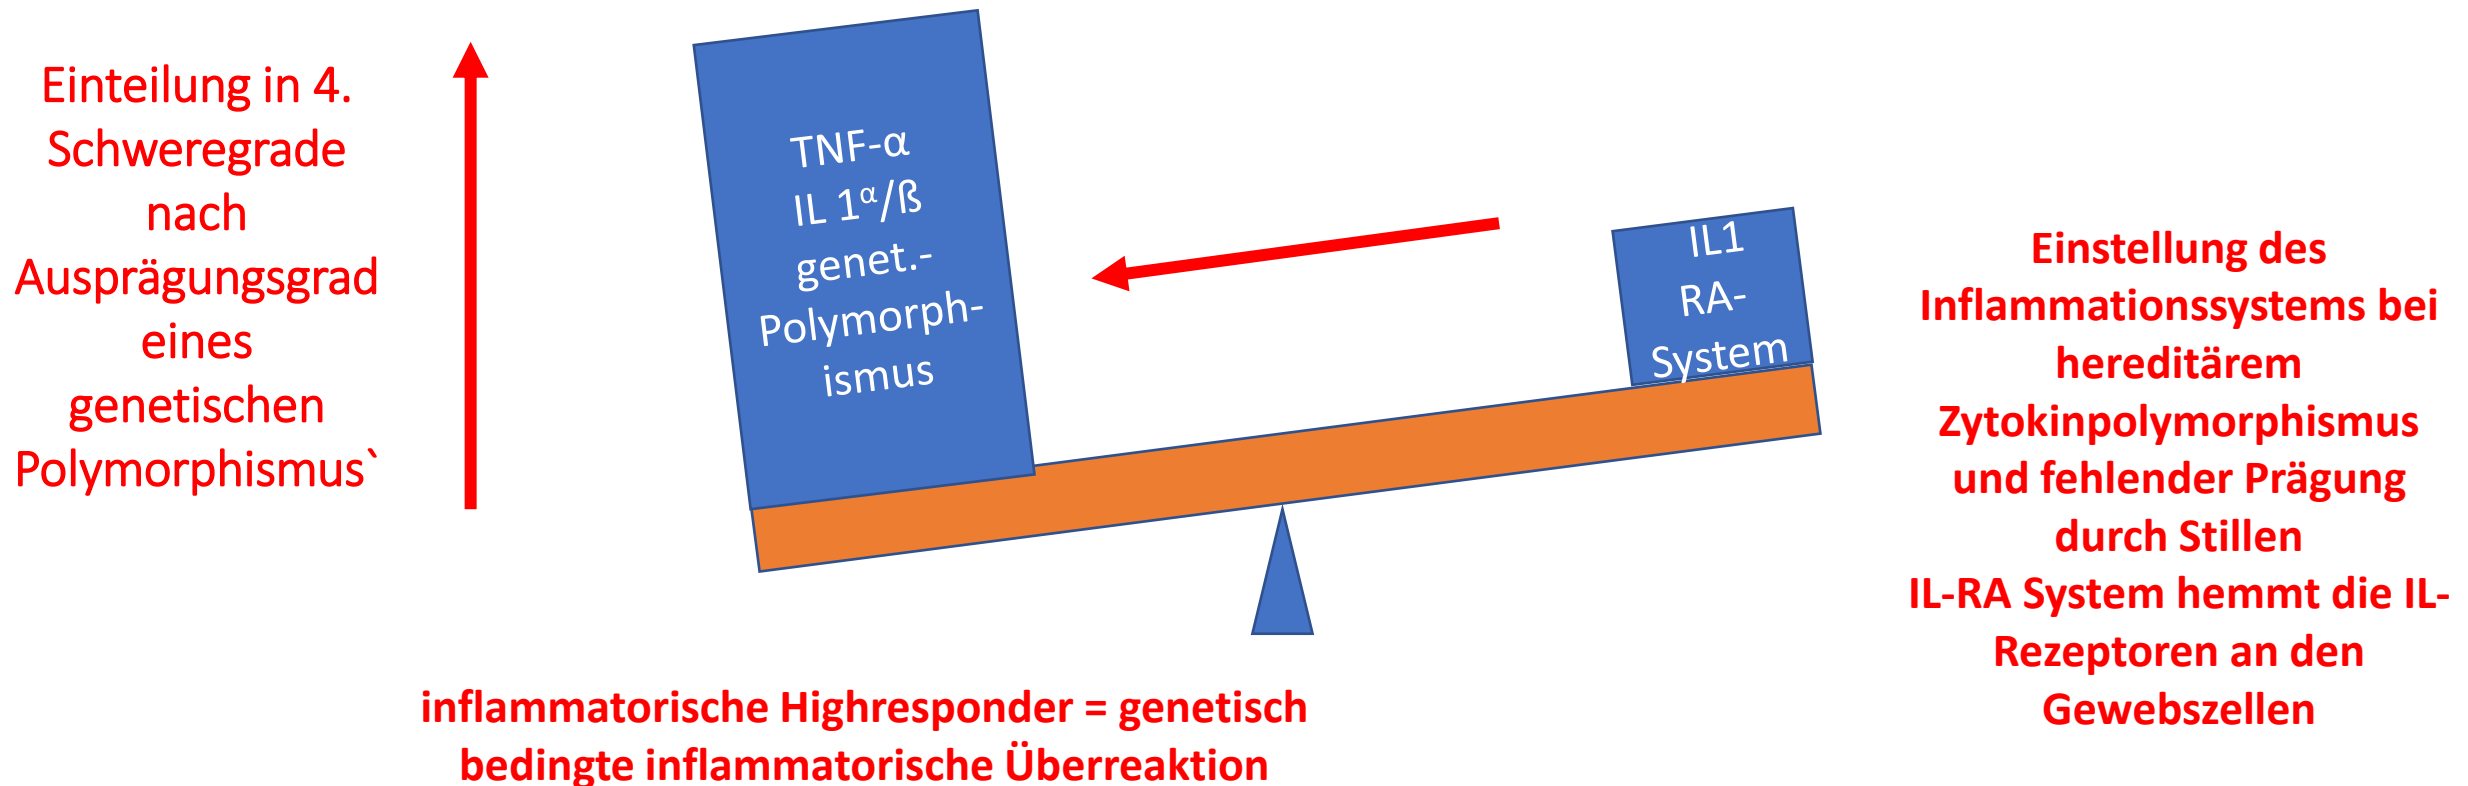 Einteilung in 4.
Schweregrade
nach
Ausprägungsgrad
eines
genetischen
Polymorphismus`
TNF-α
IL 1α/ß
genet.-
Polymorph-
ismus
IL1
RA-
System
Einstellung des
Inflammationssystems bei
hereditärem
Zytokinpolymorphismus
und fehlender Prägung
durch Stillen
IL-RA System hemmt die IL-
Rezeptoren an den
Gewebszellen
inflammatorische Highresponder = genetisch
bedingte inflammatorische Überreaktion